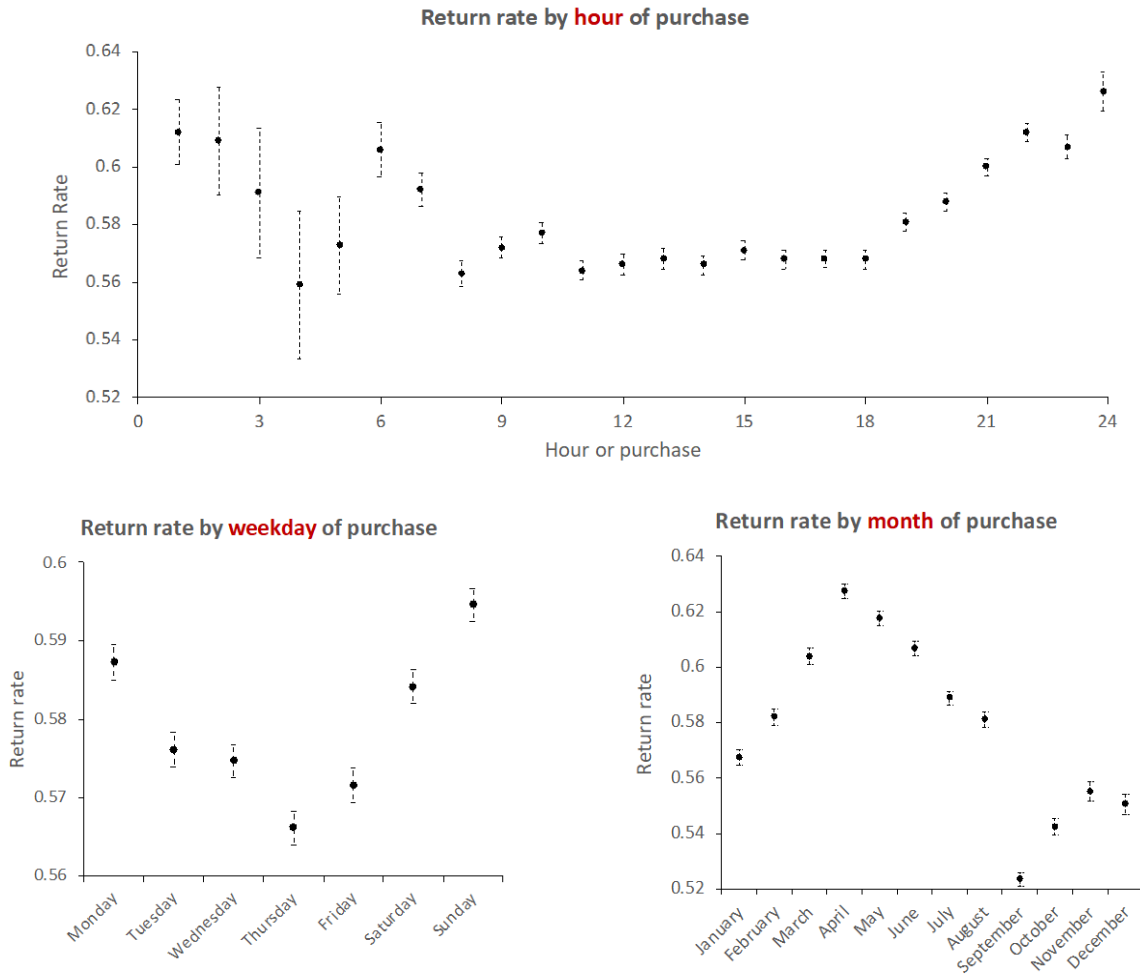 Return rate by hour of purchase
0.64
0.62
0.6
0.58
0.56
0.54
0.52
Return Rate
0 3 6 9 12 15 18 21 24
Hour or purchase
Return rate by weekday of purchase
0.6
0.59
0.58
0.57
0.56
Return rate
Monday
Tuesday
Wednesday
Thursday
Friday
Saturday
Sunday
Return rate by month of purchase
0.64
0.62
0.6
0.58
0.56
0.54
0.52
Return rate
January
February
March
April
May
June
July
August
September
October
November
December